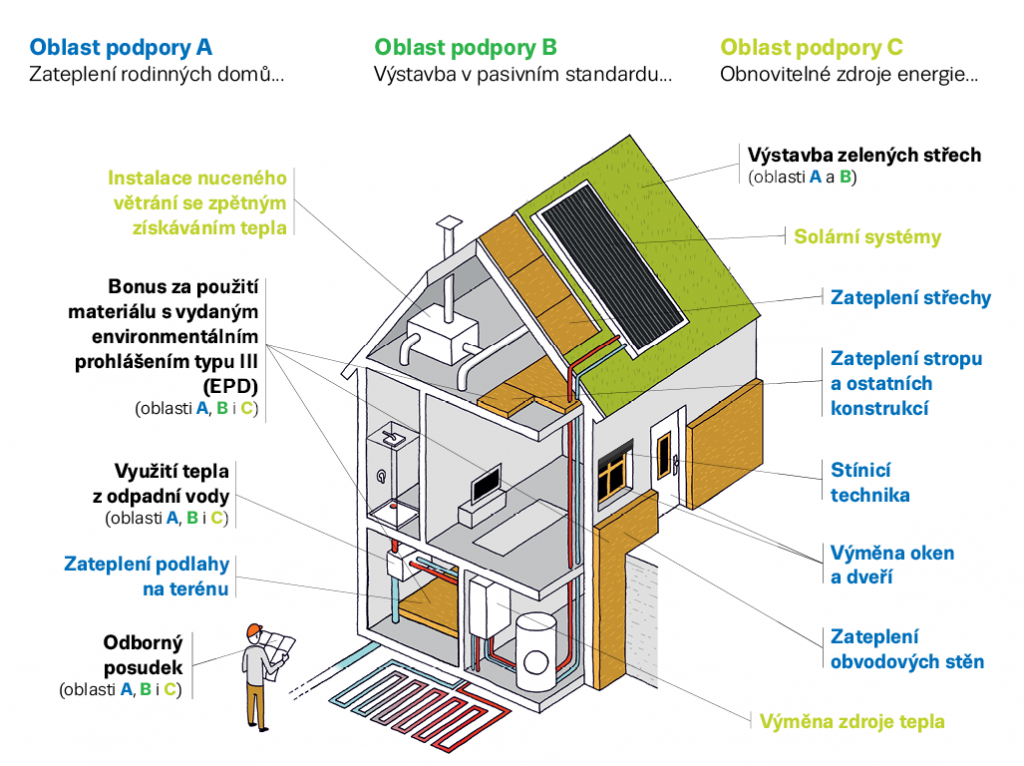 Oblast podpory A
Zateplení rodinných domů...
Oblast podpory B
Výstavba v pasivním standardu...
Oblast podpory C
Obnovitelné zdroje energie...
Instalace nuceného
větrání se zpětným
získáváním tepla
Bonus za použití
materiálu s vydaným
environmentálním
prohlášením typu III
(EPD)
(oblasti A, B i C)
Využití tepla
z odpadní vody
(oblasti A, B i C)
Zateplení podlahy
na terénu
Odborný
posudek
(oblasti A, B i C)
Výstavba zelených střech
(oblasti A a B)
Solární systémy
Zateplení střechy
Zateplení stropu
a ostatních
konstrukcí
Stínicí
technika
Výměna oken
a dveří
Zateplení
obvodových stěn
Výměna zdroje tepla